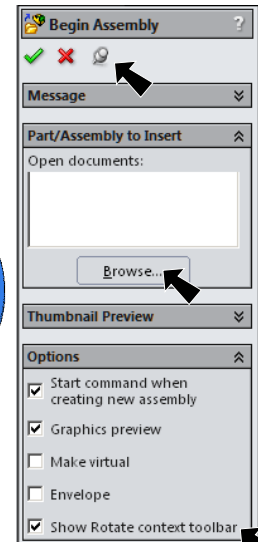 Begin Assembly ?
Message
Part/Assembly to Insert
Open documents:
Browse...
Thumbnail Preview
Options
Start command when
creating new assembly
Graphics preview
Make virtual
Envelope
Show Rotate context toolbar